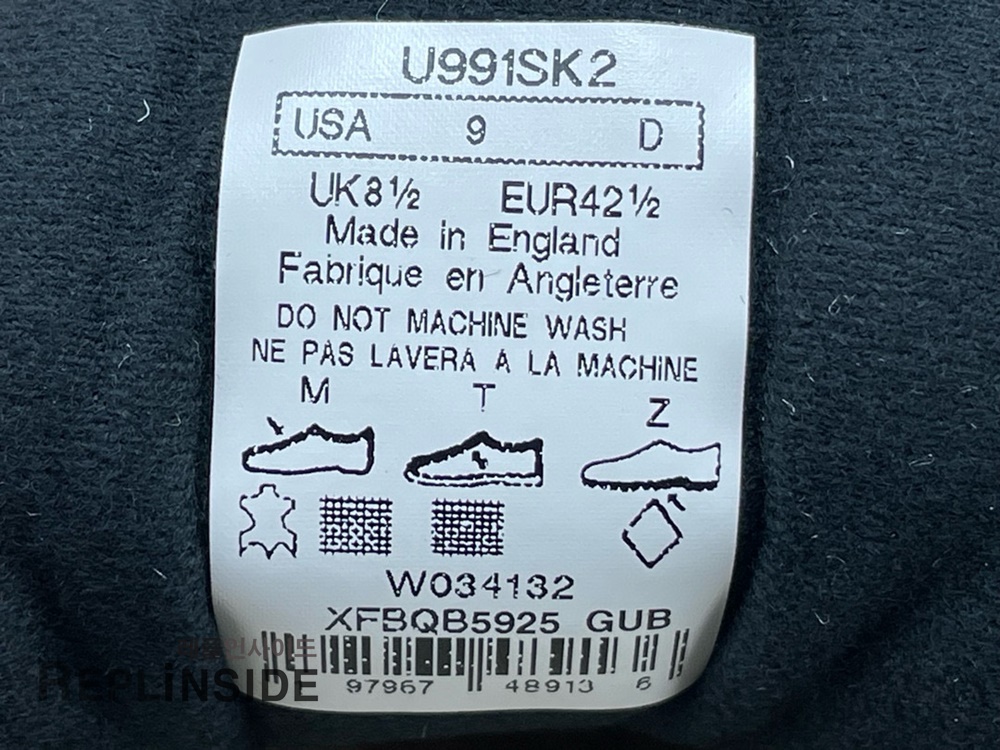 U991SK2
USA 9 D
UK8½ EUR42½
Made in England
Fabrique en Angleterre
DO NOT MACHINE WASH
NE PAS LAVERA A LA MACHINE
M T Z
W034132
XFBQB5925 GUB
97967 48913 6
REPLINSIDE